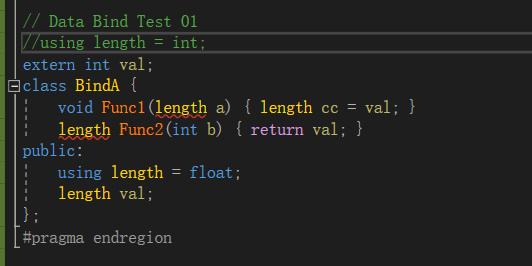 // Data Bind Test 01
//using length = int;
extern int val;
class BindA {
void Func1(length a) { length cc = val; }
length Func2(int b) { return val; }
public:
using length = float;
length val;
};
#pragma endregion